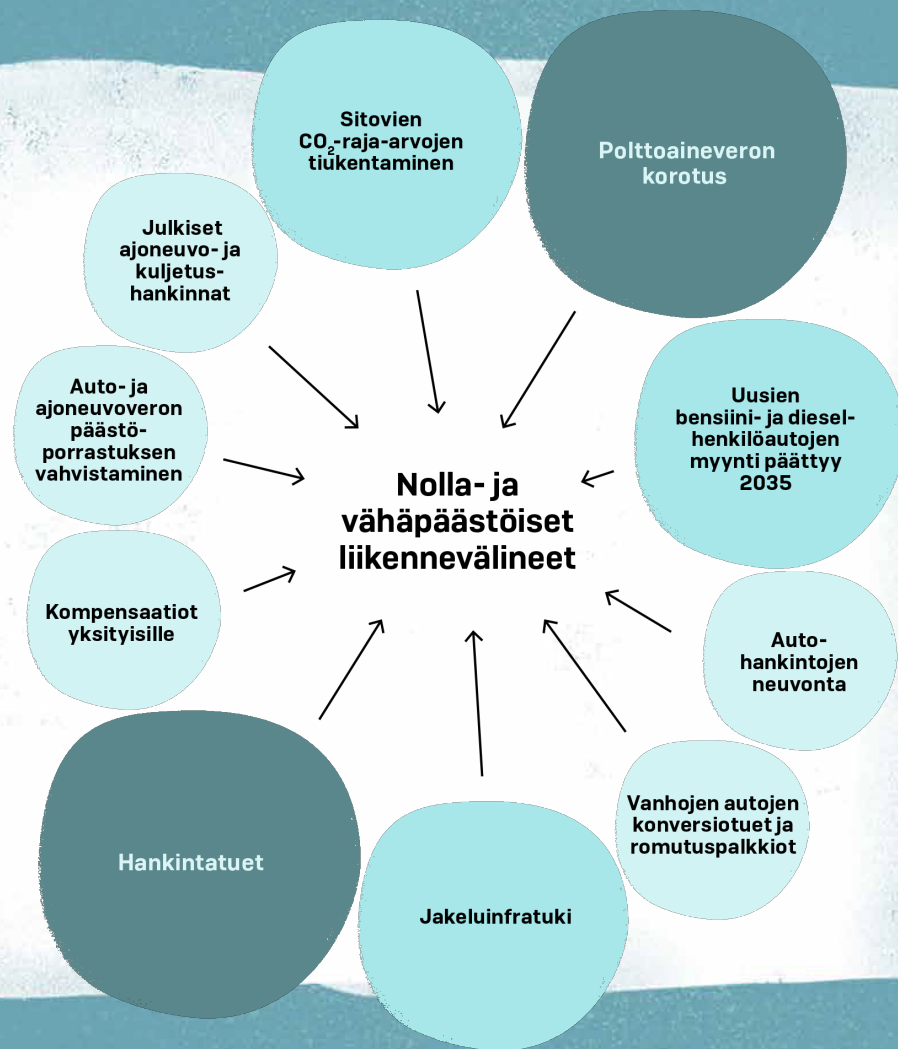 Sitovien
CO₂-raja-arvojen
tiukentaminen
Polttoaineveron
korotus
Julkiset
ajoneuvo- ja
kuljetus-
hankinnat
Auto- ja
ajoneuvoveron
päästö-
porrastuksen
vahvistaminen
Uusien
bensiini- ja diesel-
henkilöautojen
myynti päättyy
2035
Nolla- ja
vähäpäästöiset
liikennevälineet
Kompensaatiot
yksityisille
Auto-
hankintojen
neuvonta
Vanhojen autojen
konversiotuet ja
romutuspalkkiot
Hankintatuet
Jakeluinfratuki